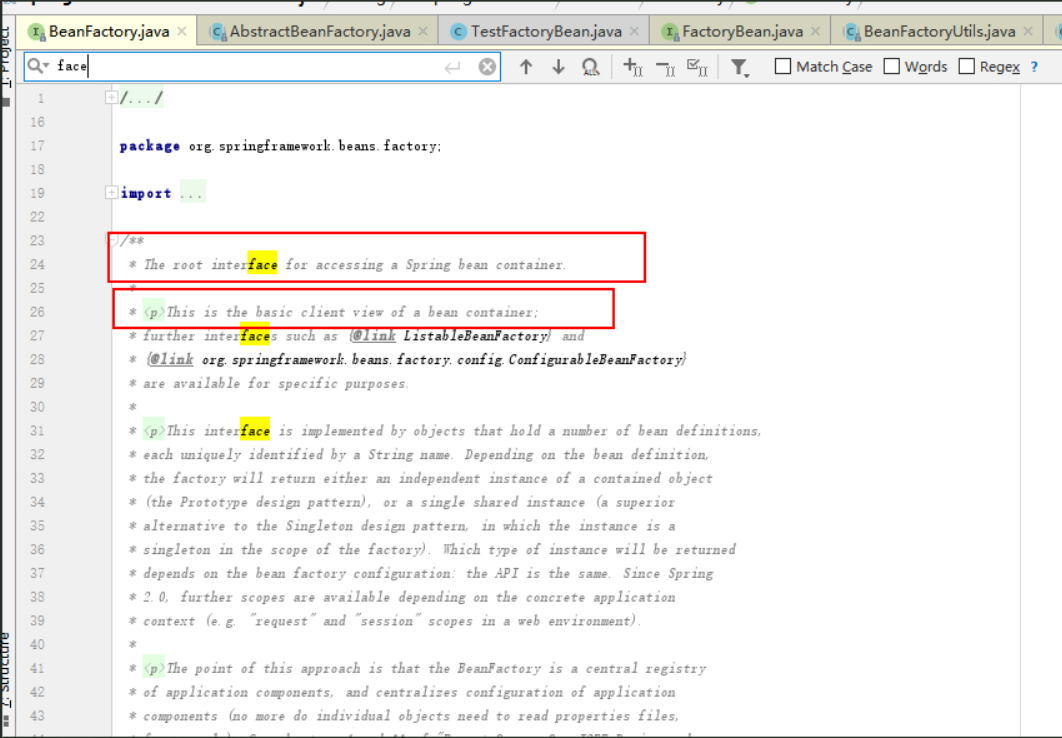 BeanFactory.java
AbstractBeanFactory.java
TestFactoryBean.java
FactoryBean.java
BeanFactoryUtils.java
Project
face
Match Case
Words
Regex
?
1 /.../
16
17 package org.springframework.beans.factory;
18
19 import ...
22
23 /**
24 * The root interface for accessing a Spring bean container.
25 *
26 * <p>This is the basic client view of a bean container;
27 * further interfaces such as {@link ListableBeanFactory} and
28 * {@link org.springframework.beans.factory.config.ConfigurableBeanFactory}
29 * are available for specific purposes.
30 *
31 * <p>This interface is implemented by objects that hold a number of bean definitions,
32 * each uniquely identified by a String name. Depending on the bean definition,
33 * the factory will return either an independent instance of a contained object
34 * (the Prototype design pattern), or a single shared instance (a superior
35 * alternative to the Singleton design pattern, in which the instance is a
36 * singleton in the scope of the factory). Which type of instance will be returned
37 * depends on the bean factory configuration: the API is the same. Since Spring
38 * 2.0, further scopes are available depending on the concrete application
39 * context (e.g. "request" and "session" scopes in a web environment).
40 *
41 * <p>The point of this approach is that the BeanFactory is a central registry
42 * of application components, and centralizes configuration of application
43 * components (no more do individual objects need to read properties files,
Z: Structure